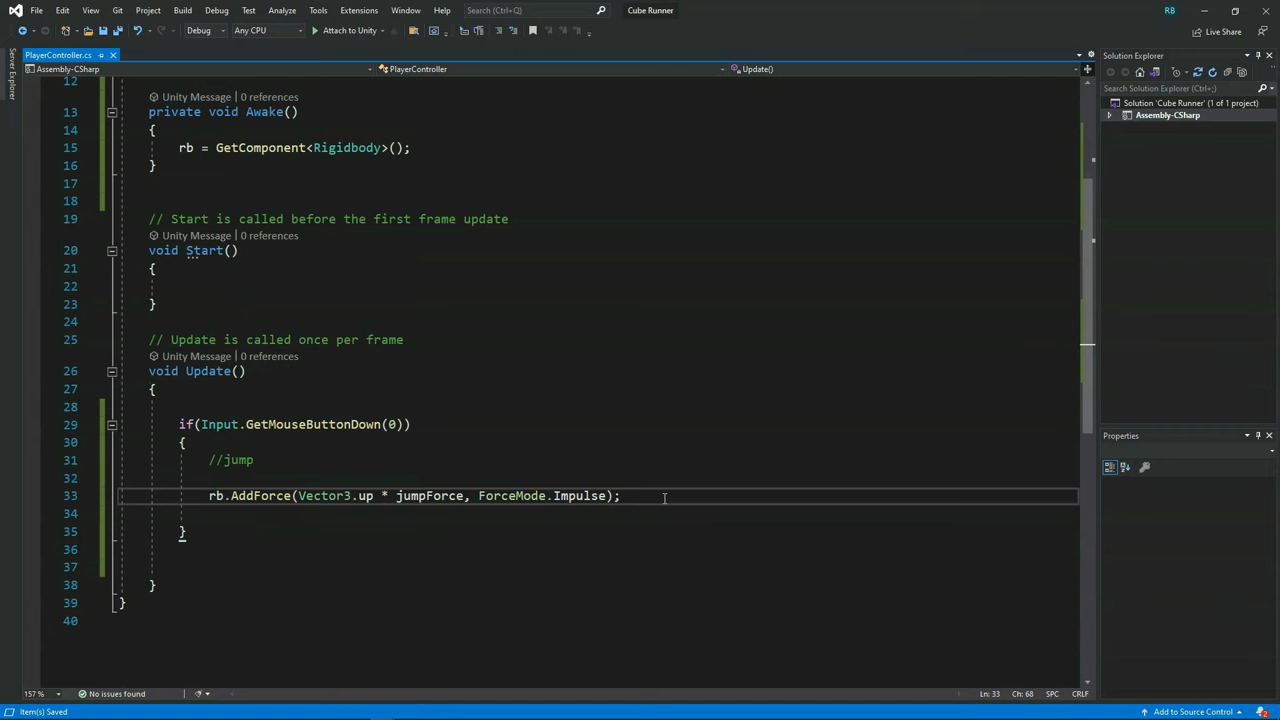 File Edit View Git Project Build Debug Test Analyze Tools Extensions Window Help Search (Ctrl+Q) Cube Runner RB
Debug Any CPU Attach to Unity Live Share
Server Explorer
PlayerController.cs
Assembly-CSharp PlayerController Update()
12
Unity Message | 0 references
13 private void Awake()
14 {
15 rb = GetComponent<Rigidbody>();
16 }
17
18
19 // Start is called before the first frame update
Unity Message | 0 references
20 void Start()
21 {
22
23 }
24
25 // Update is called once per frame
Unity Message | 0 references
26 void Update()
27 {
28
29 if(Input.GetMouseButtonDown(0))
30 {
31 //jump
32
33 rb.AddForce(Vector3.up * jumpForce, ForceMode.Impulse);
34
35 }
36
37
38 }
39 }
40
157 % No issues found Ln: 33 Ch: 68 SPC CRLF
Solution Explorer
Search Solution Explorer (Ctrl+;)
Solution 'Cube Runner' (1 of 1 project)
Assembly-CSharp
Properties
Item(s) Saved Add to Source Control 2